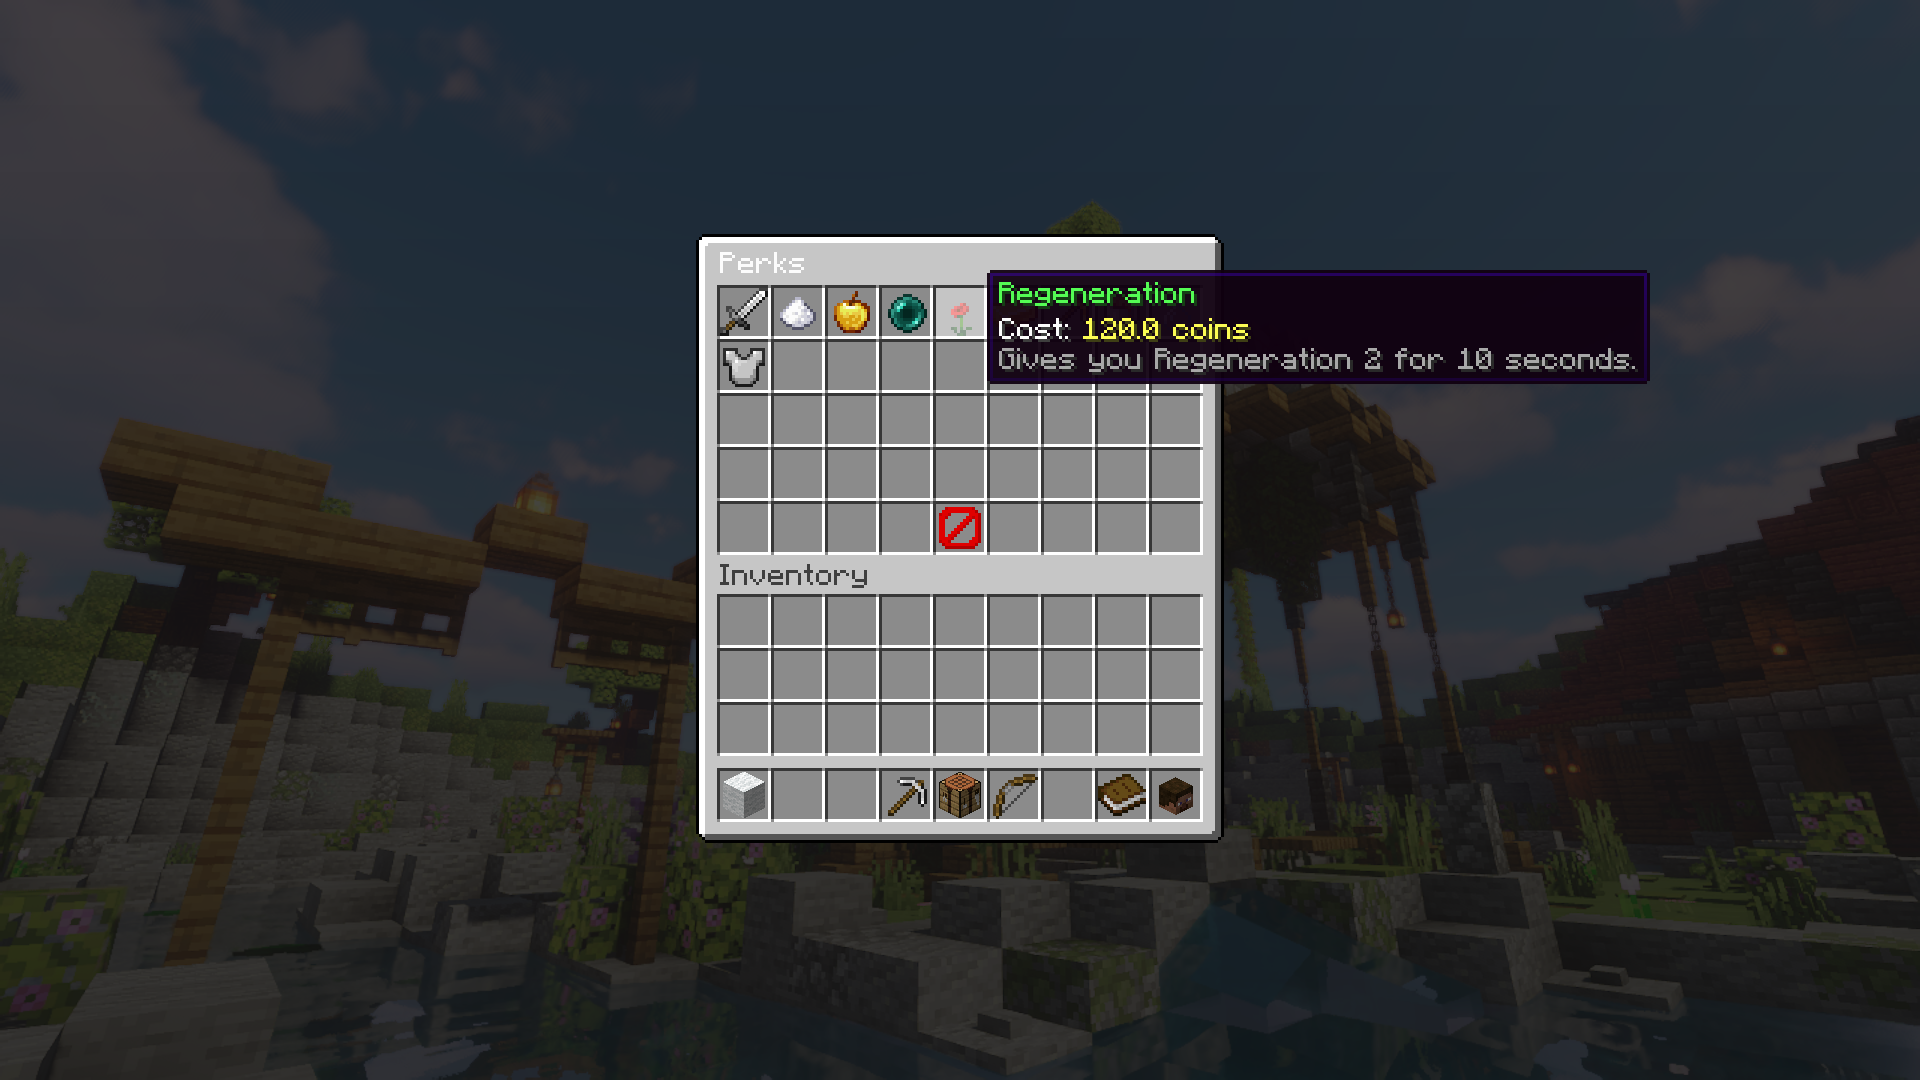 Perks
Regeneration
Cost: 120.0 coins
Gives you Regeneration 2 for 10 seconds.
Inventory